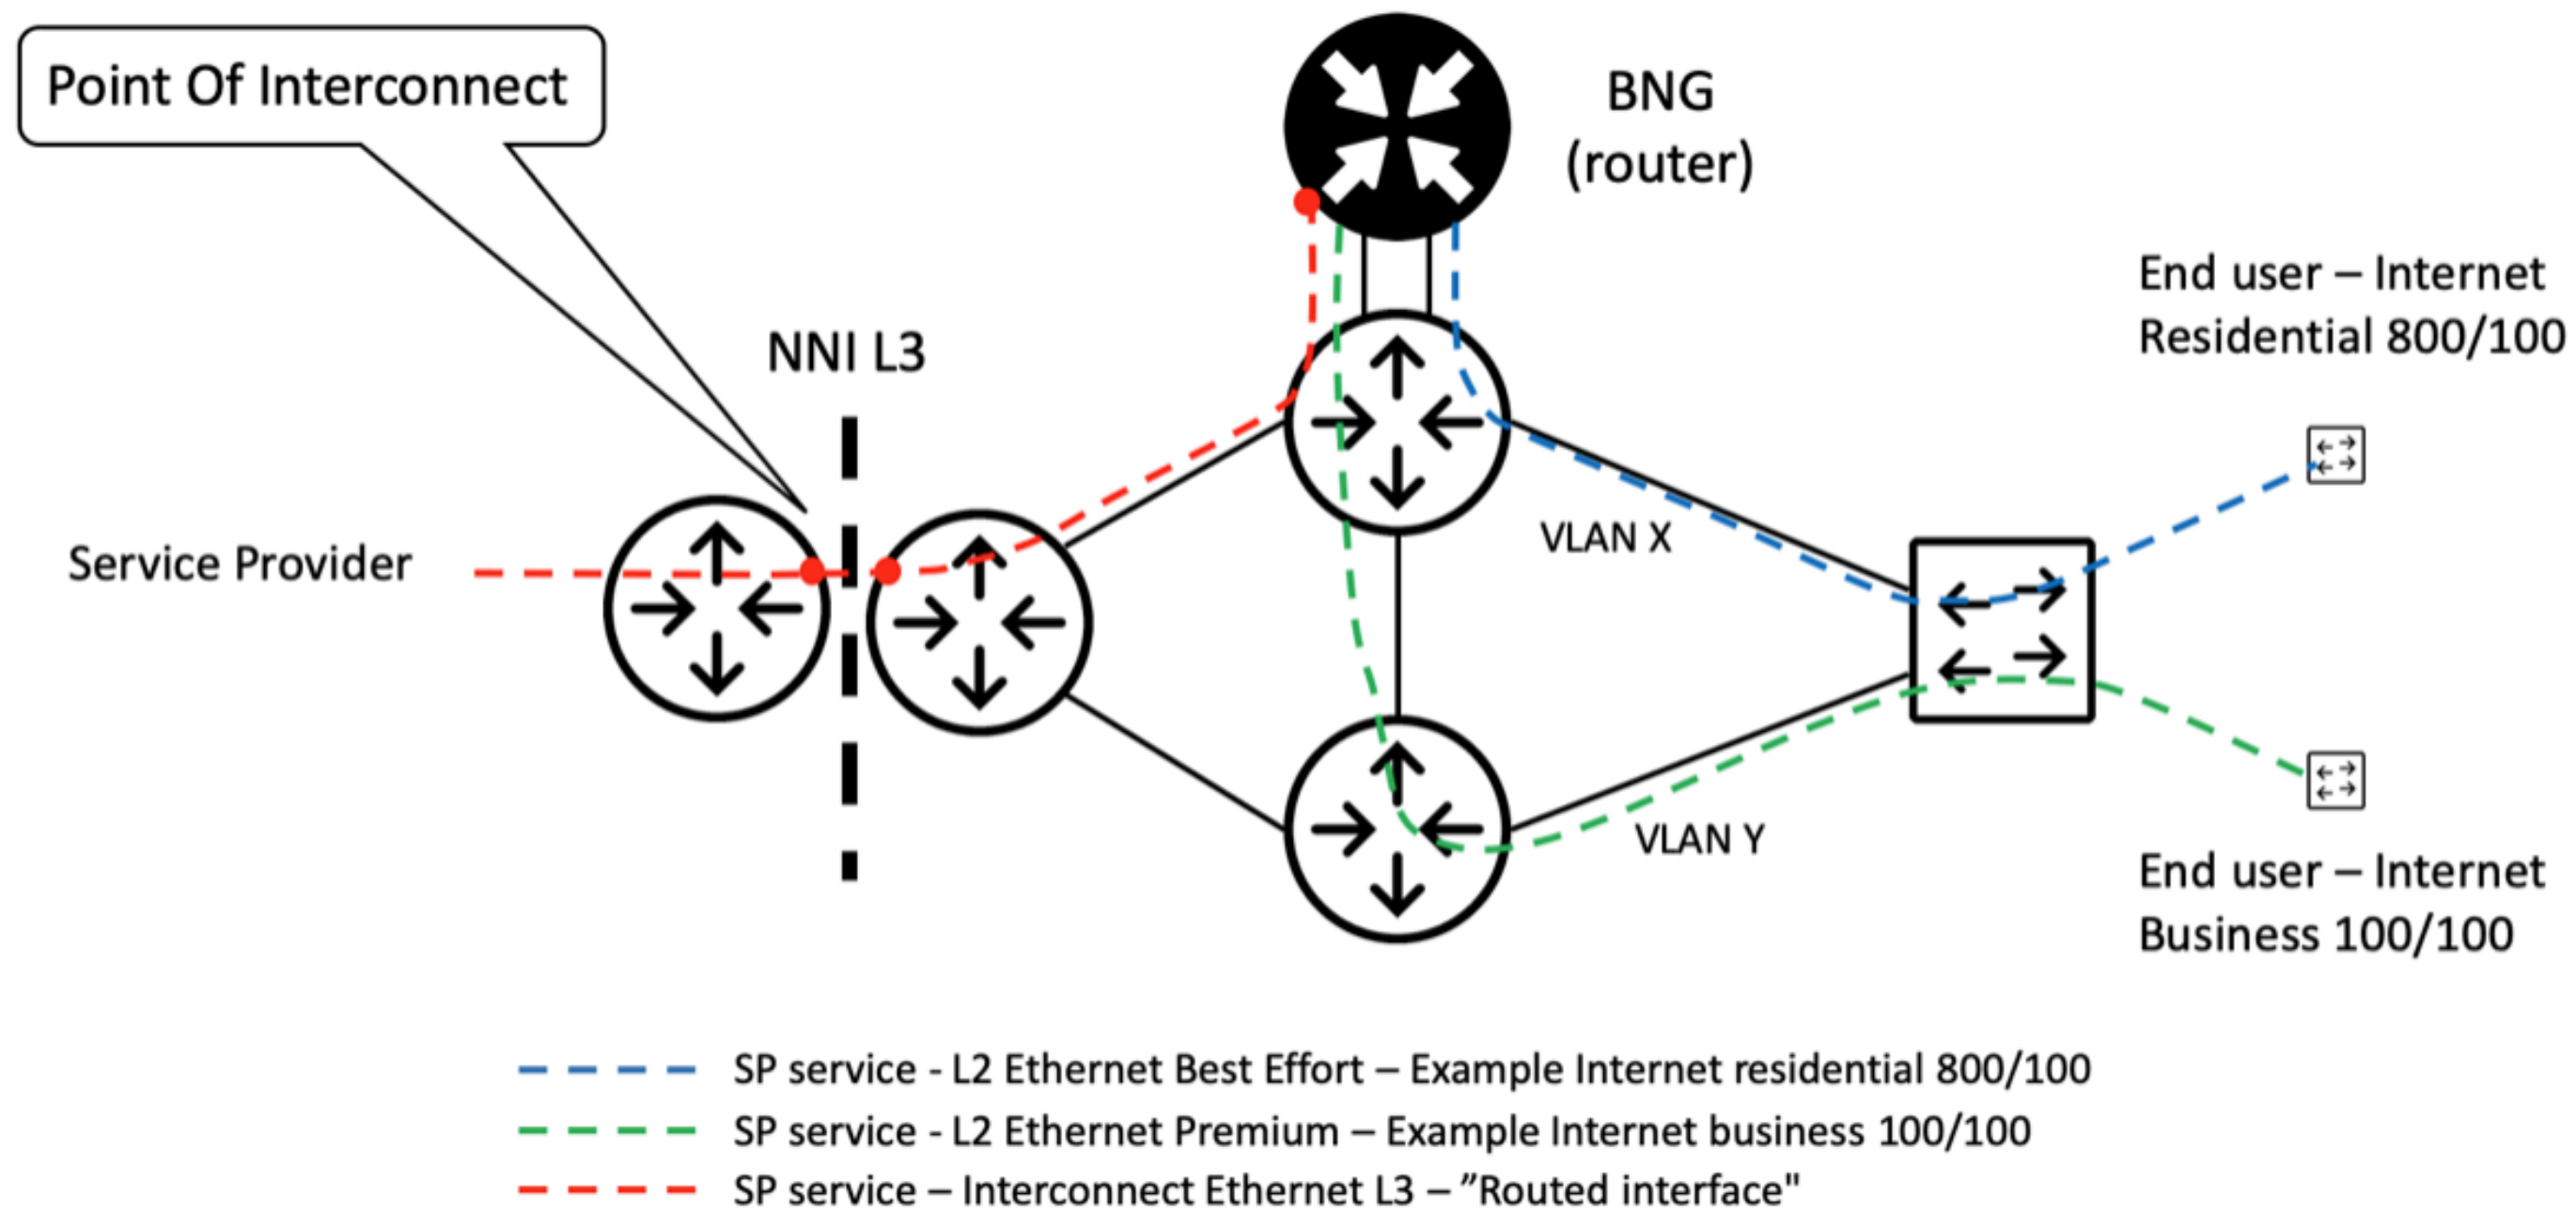 Point Of Interconnect
BNG
(router)
End user – Internet
Residential 800/100
NNI L3
VLAN X
Service Provider
VLAN Y
End user – Internet
Business 100/100
SP service - L2 Ethernet Best Effort – Example Internet residential 800/100
SP service - L2 Ethernet Premium – Example Internet business 100/100
SP service – Interconnect Ethernet L3 – ”Routed interface"